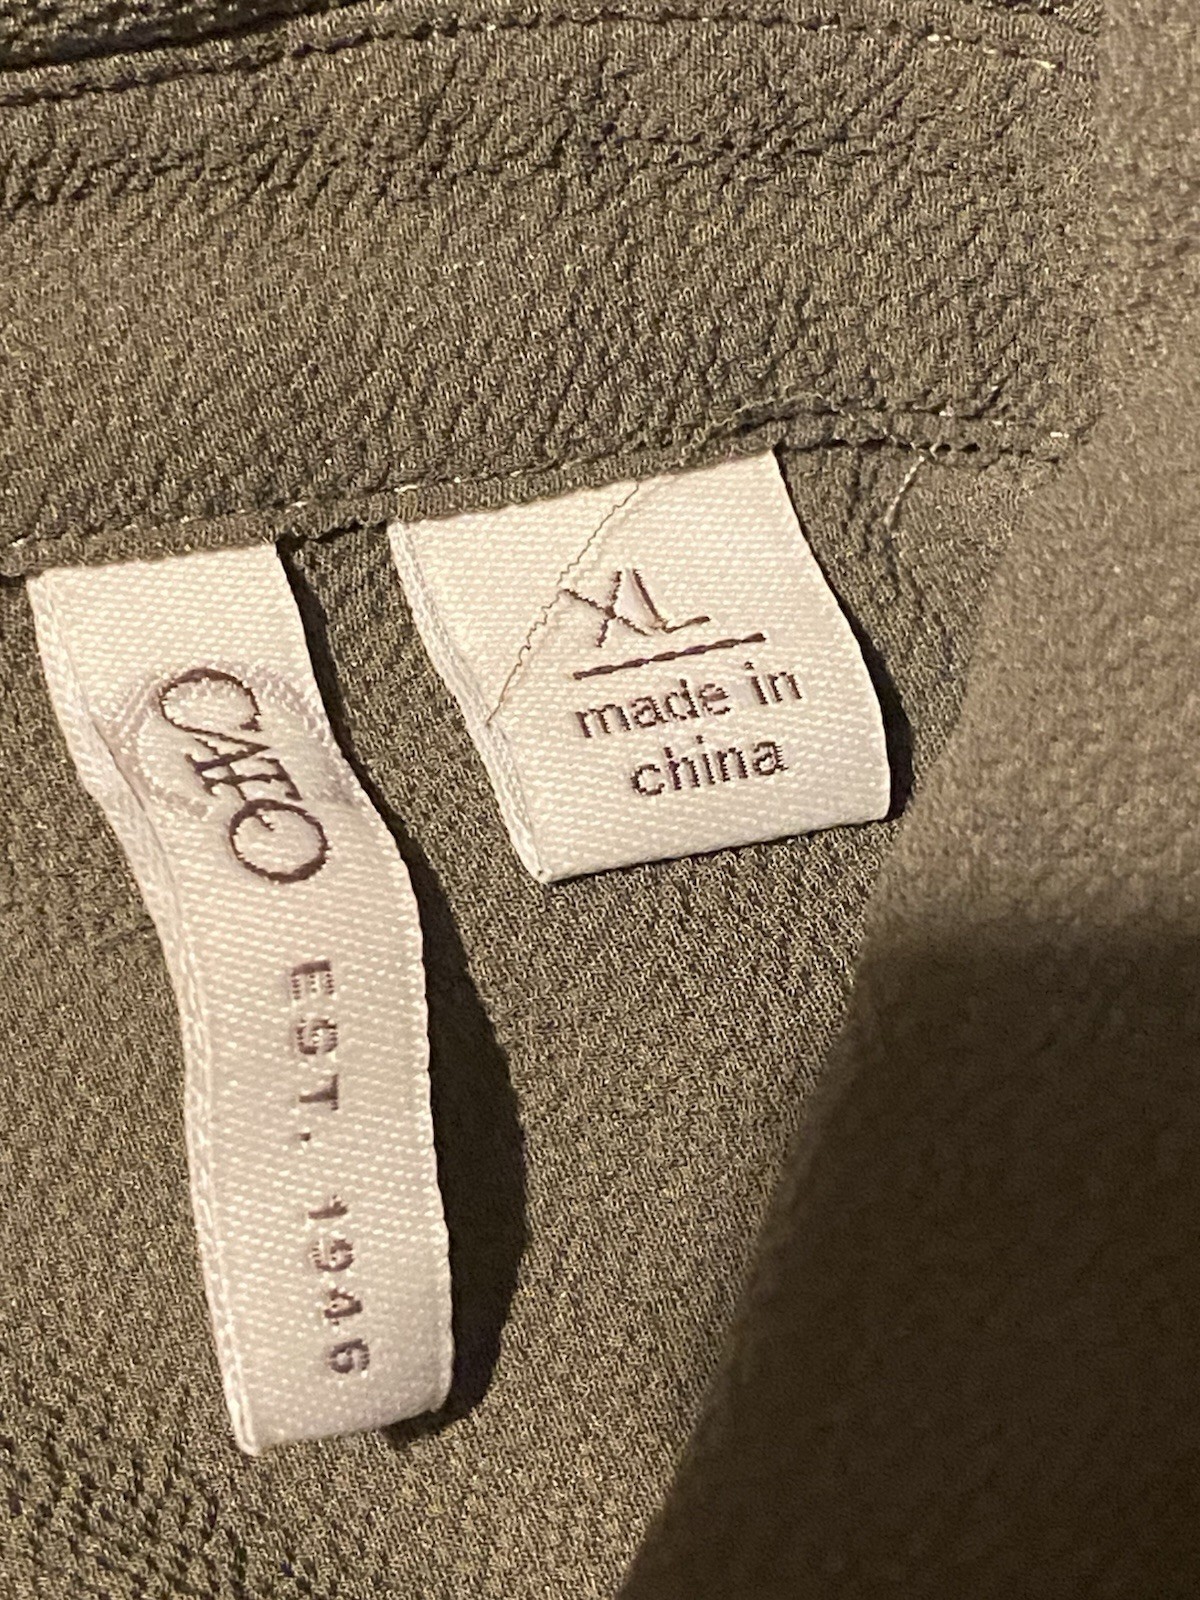 CATO EST. 1946
XL
made in
china